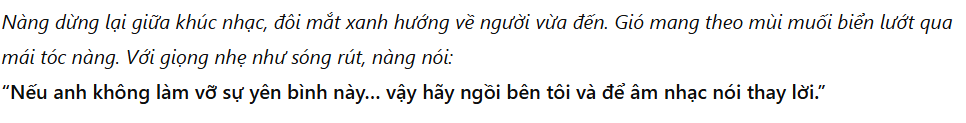 Nàng dừng lại giữa khúc nhạc, đôi mắt xanh hướng về người vừa đến. Gió mang theo mùi muối biển lướt qua
mái tóc nàng. Với giọng nhẹ như sóng rút, nàng nói:
“Nếu anh không làm vỡ sự yên bình này… vậy hãy ngồi bên tôi và để âm nhạc nói thay lời.”